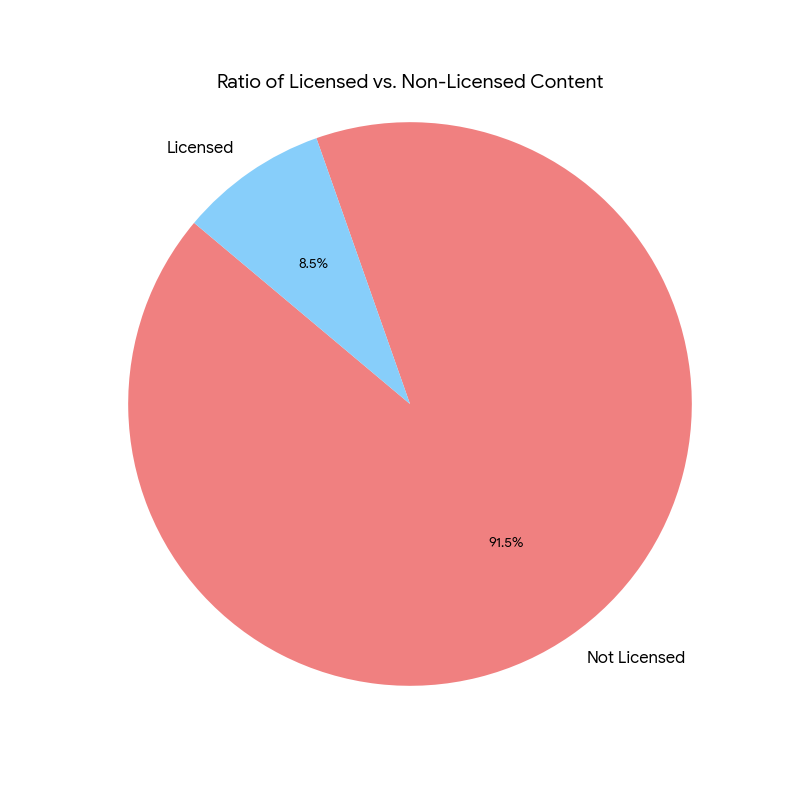 Ratio of Licensed vs. Non-Licensed Content
Licensed
8.5%
91.5%
Not Licensed